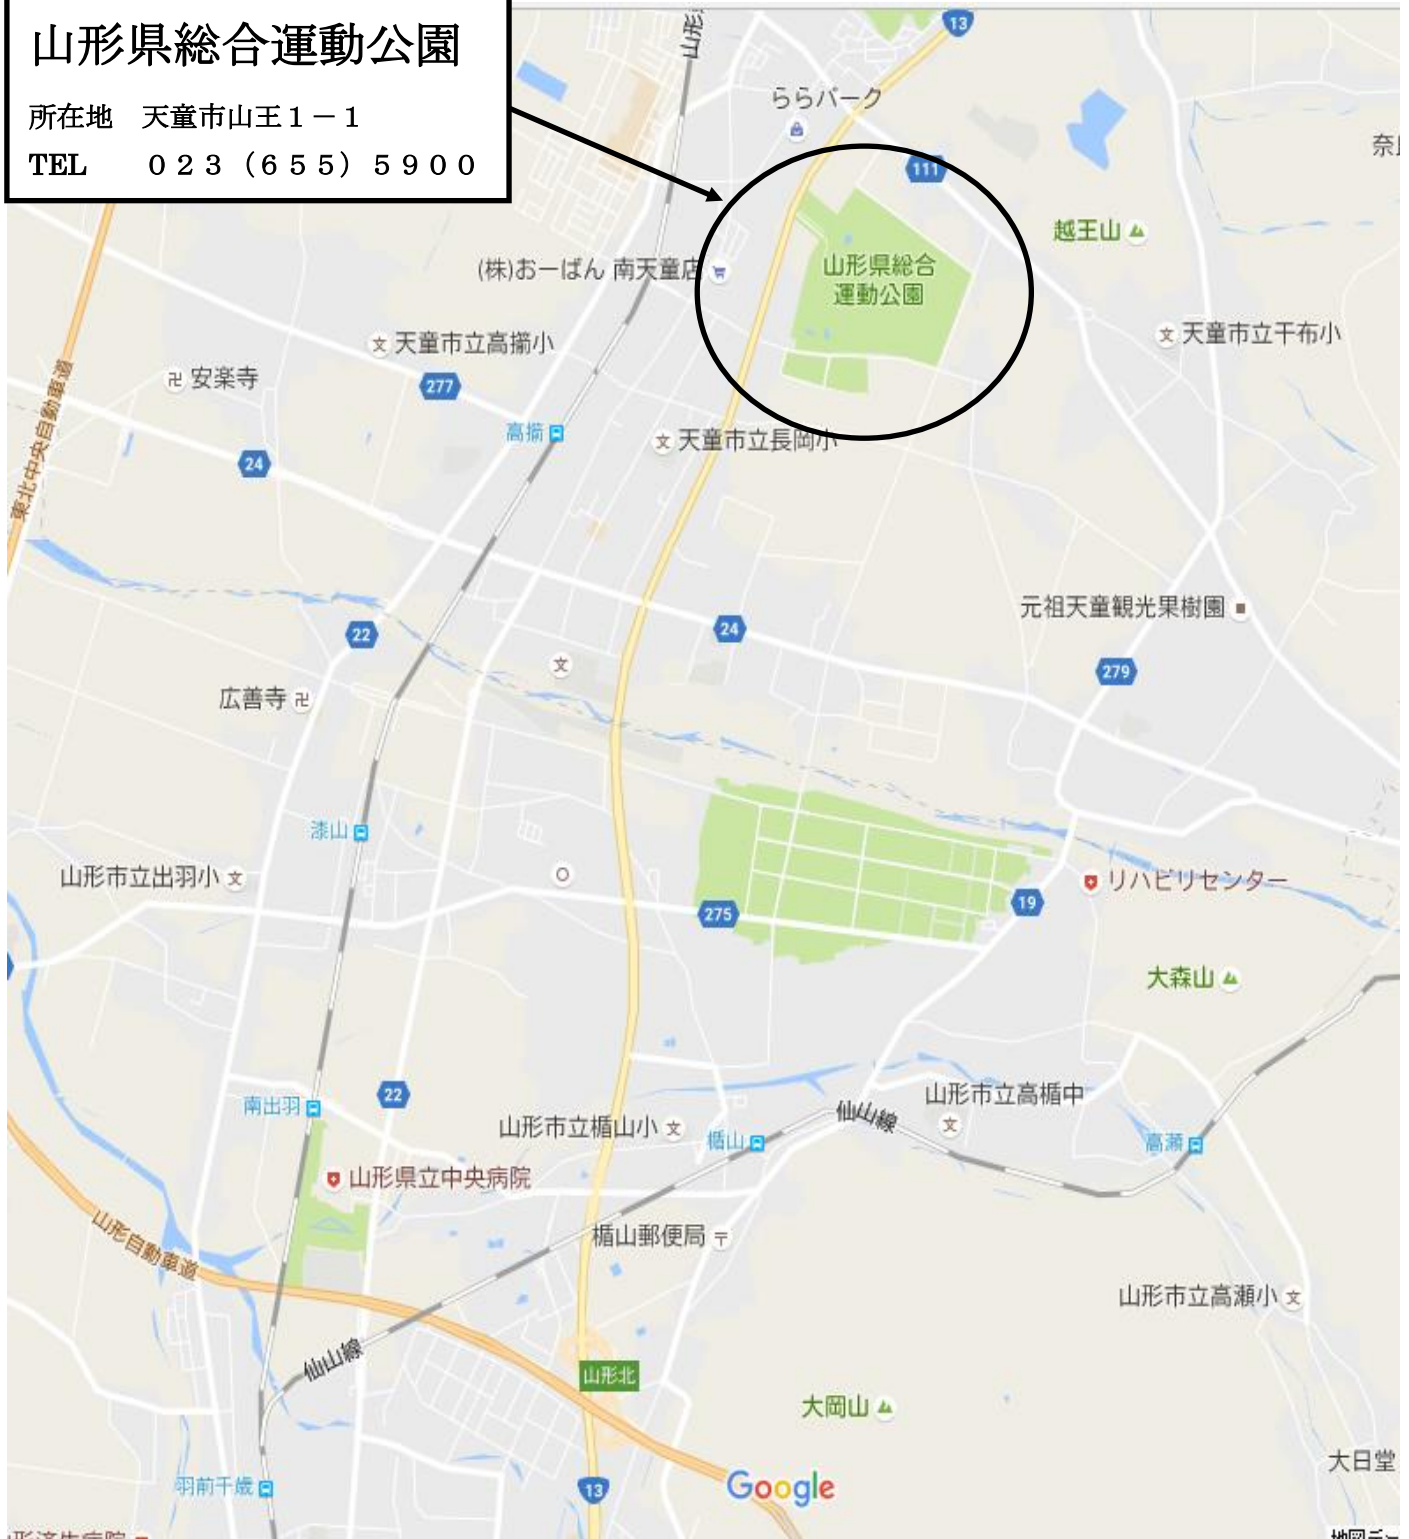 山形県総合運動公園
所在地　天童市山王１－１
TEL　０２３（６５５）５９００
13
ららパーク
111
越王山
(株)おーばん 南天童店
山形県総合
運動公園
天童市立高擶小
天童市立干布小
安楽寺
277
東北中央自動車道
高擶
天童市立長岡小
24
元祖天童観光果樹園
22
24
279
広善寺
漆山
山形市立出羽小
リハビリセンター
275
19
大森山
南出羽
22
山形市立楯山小
楯山
仙山線
山形市立高楯中
高瀬
山形県立中央病院
山形自動車道
楯山郵便局
山形市立高瀬小
仙山線
山形北
大岡山
大日堂
羽前千歳
13
Google